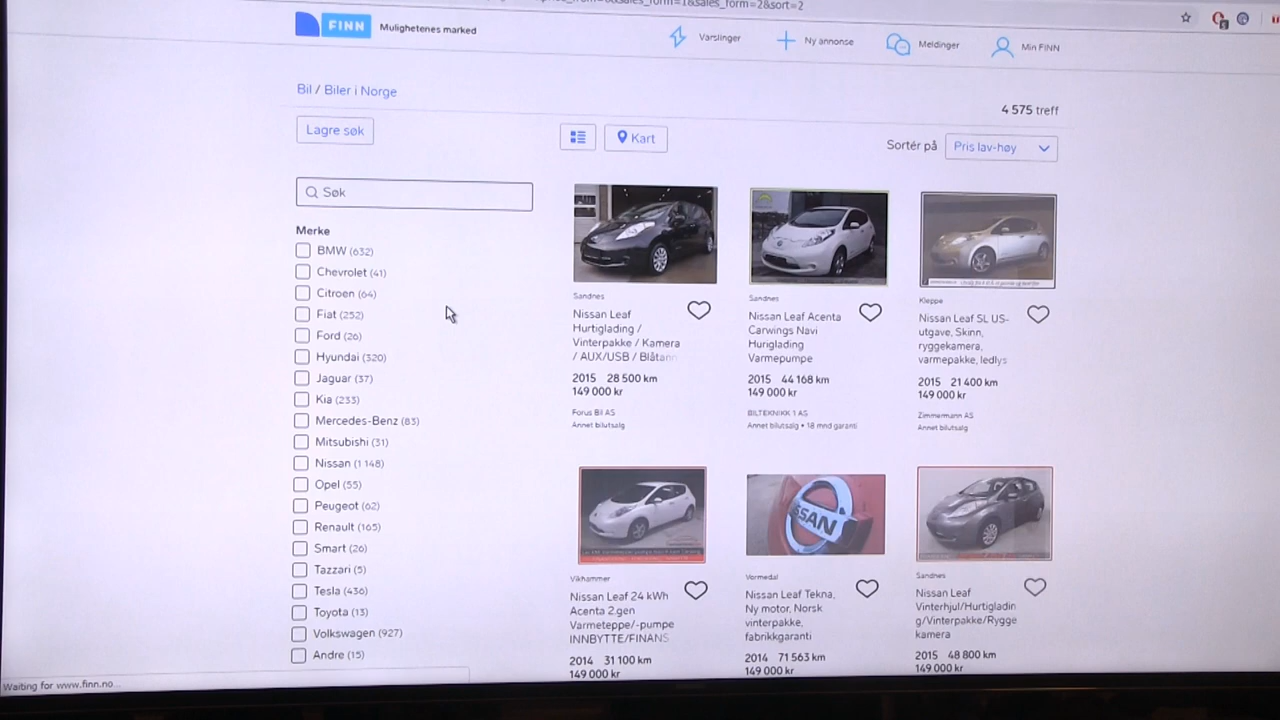 sales_form=1&sales_form=2&sort=2
FINN
Mulighetenes marked
Varslinger
Ny annonse
Meldinger
Min FINN
Bil / Biler i Norge
4 575 treff
Lagre søk
Kart
Sortér på
Pris lav-høy
Søk
Merke
BMW (632)
Chevrolet (41)
Citroen (64)
Fiat (252)
Ford (26)
Hyundai (320)
Jaguar (37)
Kia (233)
Mercedes-Benz (83)
Mitsubishi (31)
Nissan (1 148)
Opel (55)
Peugeot (62)
Renault (165)
Smart (26)
Tazzari (5)
Tesla (436)
Toyota (13)
Volkswagen (927)
Andre (15)
Sandnes
Nissan Leaf
Hurtiglading /
Vinterpakke / Kamera
/ AUX/USB / Blåtann
2015 28 500 km
149 000 kr
Forus Bil AS
Annet bilutsalg
Sandnes
Nissan Leaf Acenta
Carwings Navi
Huriglading
Varmepumpe
2015 44 168 km
149 000 kr
BILTEKNIKK 1 AS
Annet bilutsalg • 18 mnd garanti
Kleppe
Nissan Leaf SL US-
utgave, Skinn,
ryggekamera,
varmepakke, ledlys
2015 21 400 km
149 000 kr
Zimmermann AS
Annet bilutsalg
Vikhammer
Nissan Leaf 24 kWh
Acenta 2.gen
Varmeteppe/-pumpe
INNBYTTE/FINANS
2014 31 100 km
149 000 kr
NISSAN
Vormedal
Nissan Leaf Tekna,
Ny motor, Norsk
vinterpakke,
fabrikkgaranti
2014 71 563 km
149 000 kr
Sandnes
Nissan Leaf
Vinterhjul/Hurtigladin
g/Vinterpakke/Rygge
kamera
2015 48 800 km
149 000 kr
Waiting for www.finn.no...